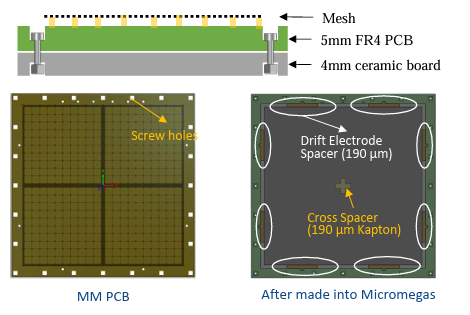 Mesh
5mm FR4 PCB
4mm ceramic board
Screw holes
Drift Electrode
Spacer (190 μm)
Cross Spacer
(190 μm Kapton)
MM PCB
After made into Micromegas